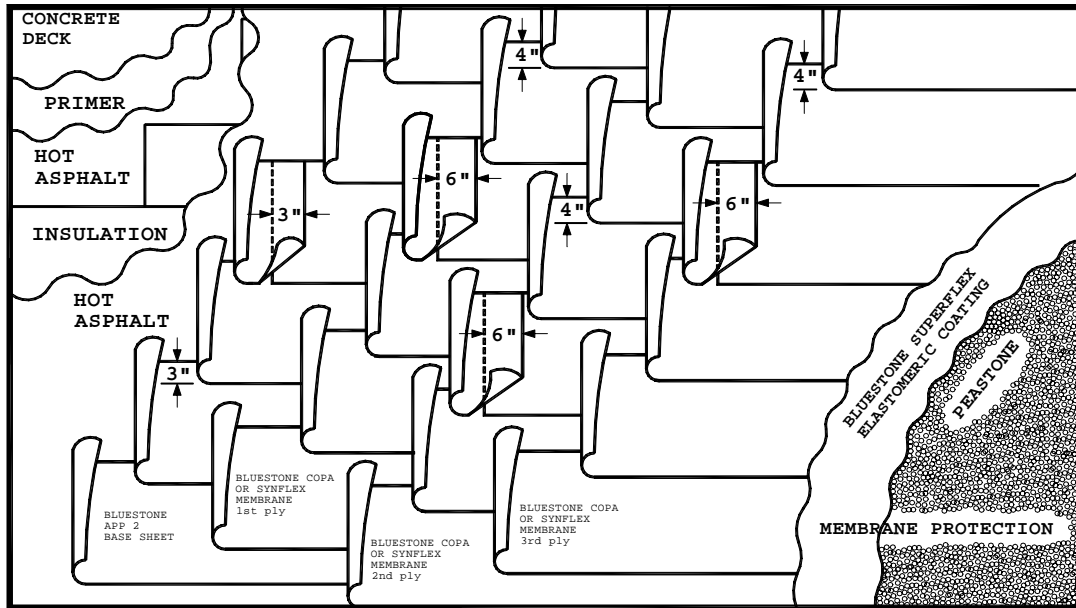 CONCRETE
DECK
PRIMER
HOT
ASPHALT
INSULATION
HOT
ASPHALT
4"
4"
6"
3"
4"
6"
6"
3"
BLUESTONE
APP 2
BASE SHEET
BLUESTONE COPA
OR SYNFLEX
MEMBRANE
1st ply
BLUESTONE COPA
OR SYNFLEX
MEMBRANE
2nd ply
BLUESTONE COPA
OR SYNFLEX
MEMBRANE
3rd ply
BLUESTONE SUPERFLEX
ELASTOMERIC COATING
PEASTONE
MEMBRANE PROTECTION